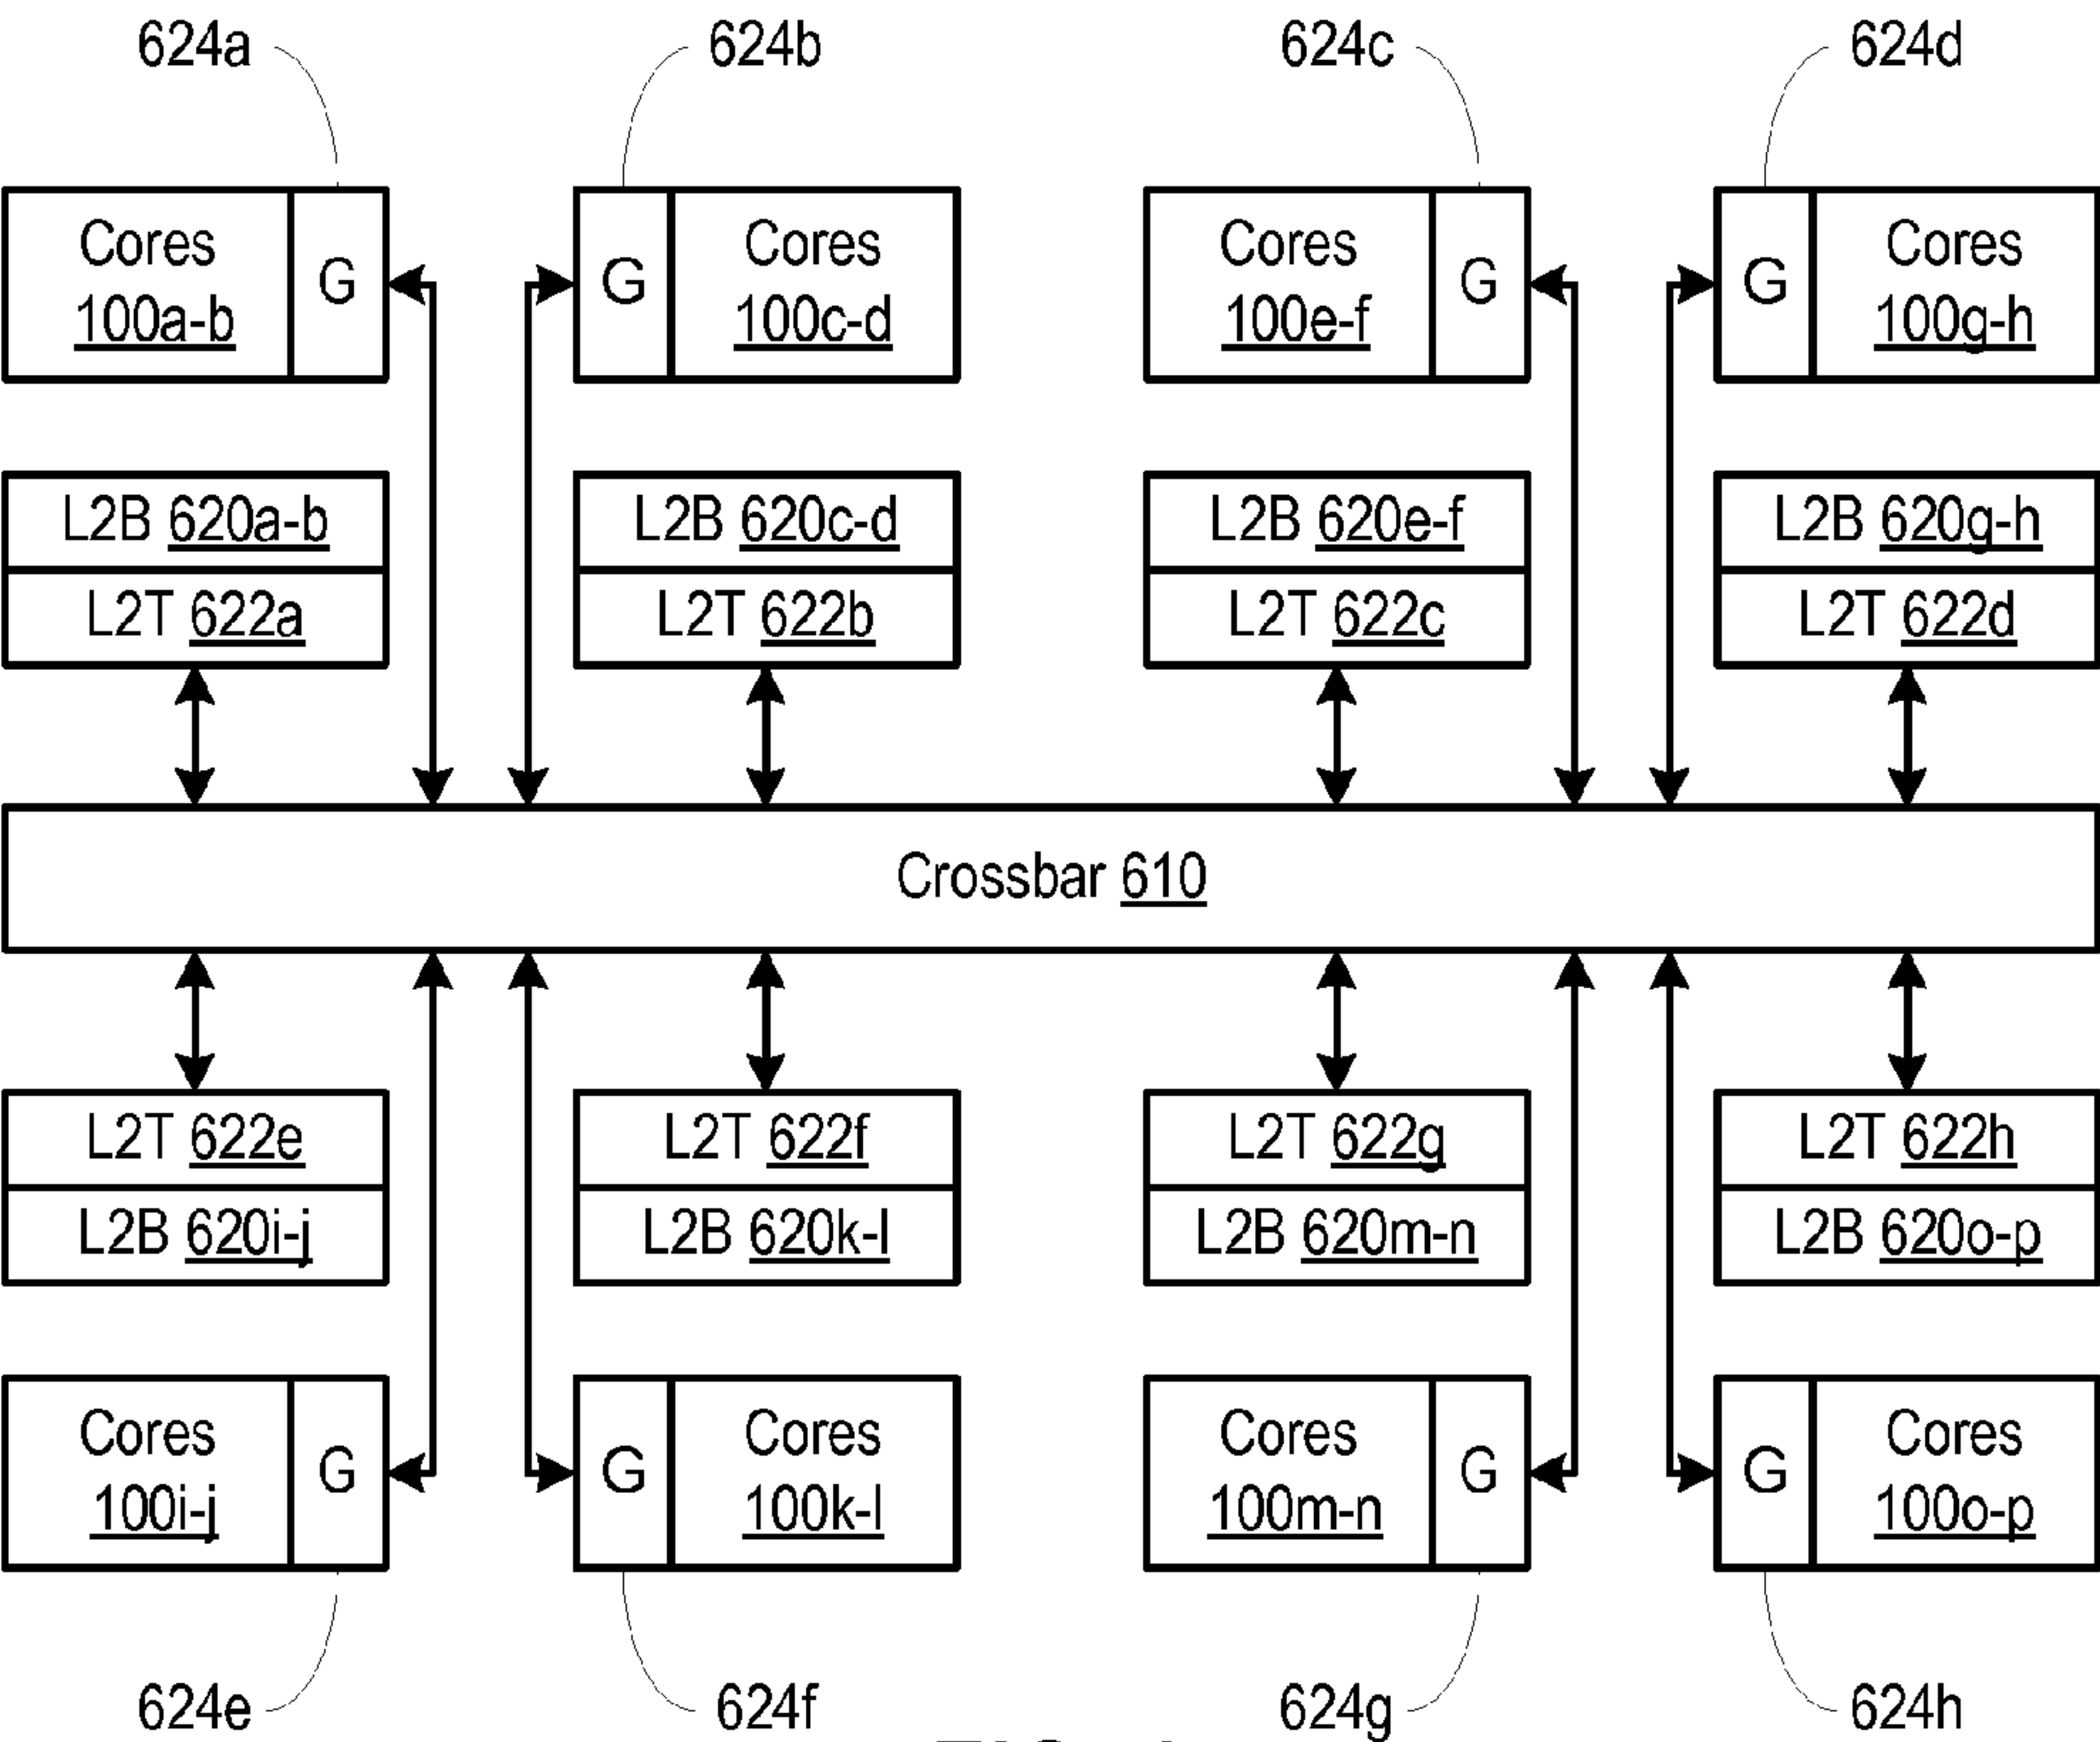 624a 624b 624c 624d
Cores G G Cores Cores G G Cores
100a-b 100c-d 100e-f 100g-h
L2B 620a-b L2B 620c-d L2B 620e-f L2B 620g-h
L2T 622a L2T 622b L2T 622c L2T 622d
Crossbar 610
L2T 622e L2T 622f L2T 622g L2T 622h
L2B 620i-j L2B 620k-l L2B 620m-n L2B 620o-p
Cores G G Cores Cores G G Cores
100i-j 100k-l 100m-n 100o-p
624e 624f 624g 624h